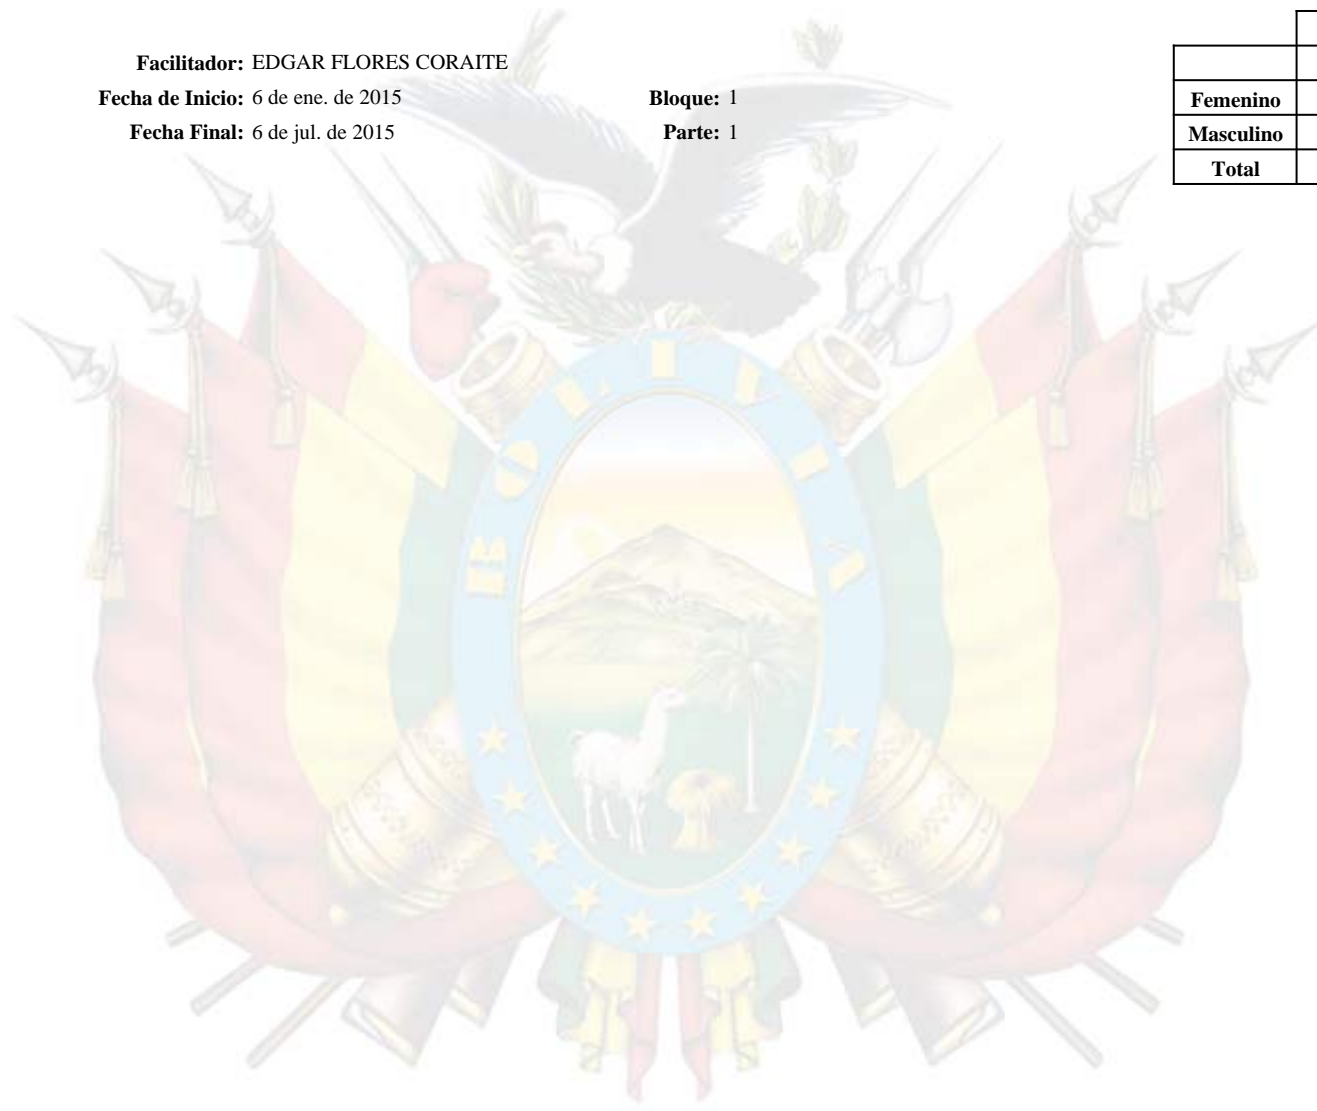 Facilitador: EDGAR FLORES CORAITE
Fecha de Inicio: 6 de ene. de 2015 Bloque: 1
Fecha Final: 6 de jul. de 2015 Parte: 1
Femenino
Masculino
Total
BOLIVIA